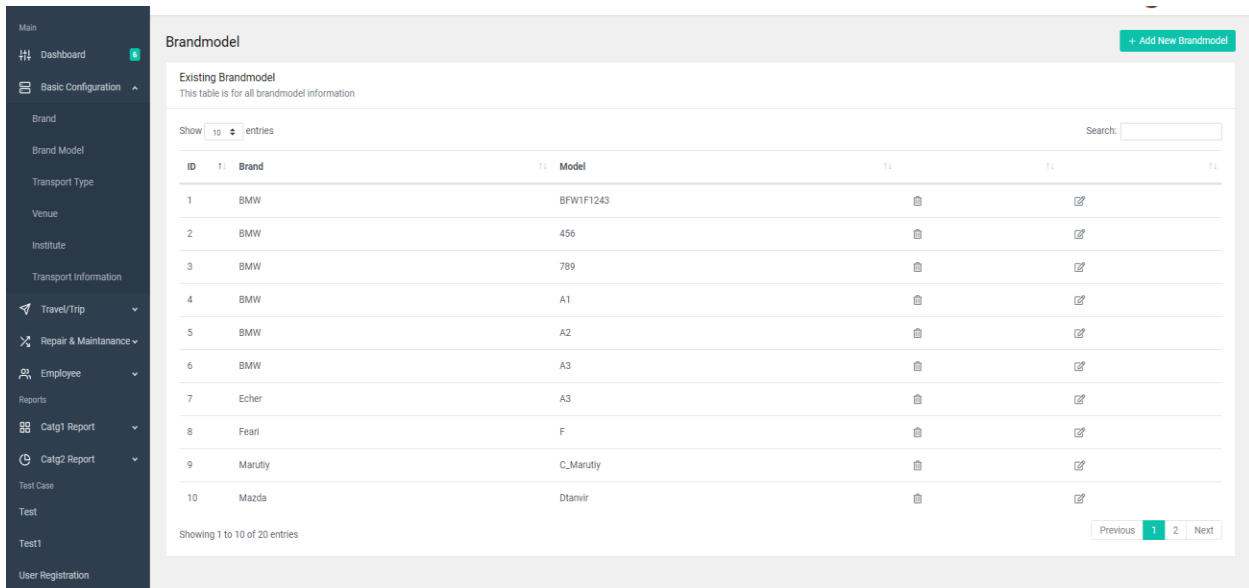 Main
Dashboard 6
Basic Configuration
Brand
Brand Model
Transport Type
Venue
Institute
Transport Information
Travel/Trip
Repair & Maintanance
Employee
Reports
Catg1 Report
Catg2 Report
Test Case
Test
Test1
User Registration
Brandmodel
+ Add New Brandmodel
Existing Brandmodel
This table is for all brandmodel information
Show 10 entries Search:
ID Brand Model
1 BMW BFW1F1243
2 BMW 456
3 BMW 789
4 BMW A1
5 BMW A2
6 BMW A3
7 Echer A3
8 Feari F
9 Marutiy C_Marutiy
10 Mazda Dtanvir
Showing 1 to 10 of 20 entries
Previous 1 2 Next